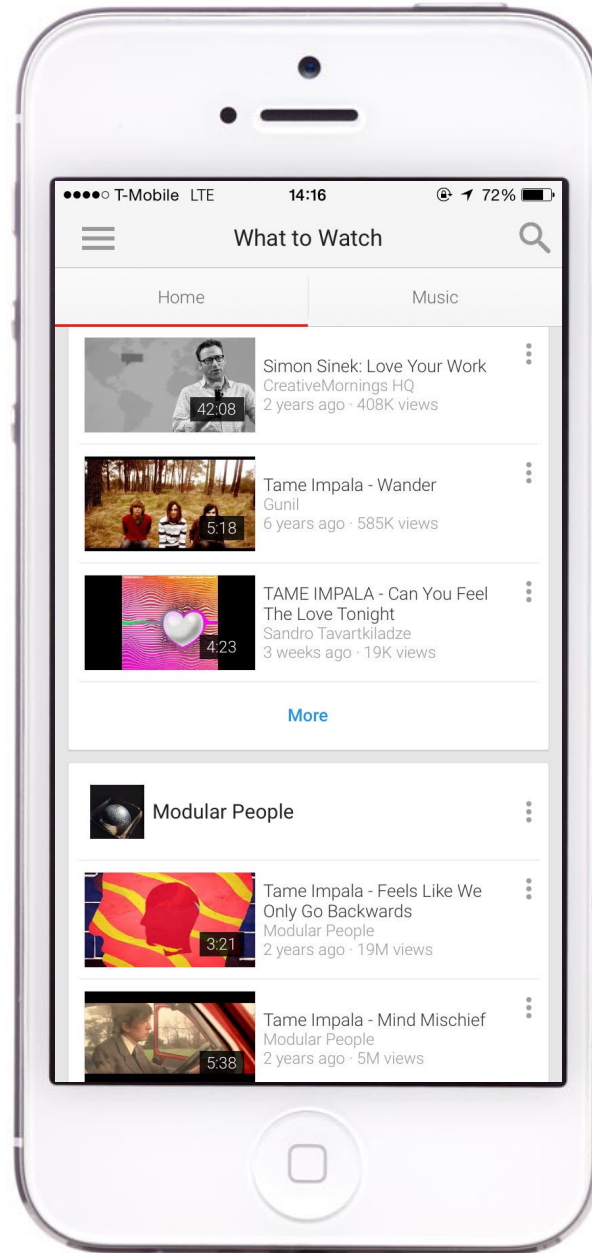 T-Mobile LTE 14:16 72%
What to Watch
Home Music
42:08
Simon Sinek: Love Your Work
CreativeMornings HQ
2 years ago · 408K views
5:18
Tame Impala - Wander
Gunil
6 years ago · 585K views
4:23
TAME IMPALA - Can You Feel
The Love Tonight
Sandro Tavartkiladze
3 weeks ago · 19K views
More
Modular People
3:21
Tame Impala - Feels Like We
Only Go Backwards
Modular People
2 years ago · 19M views
5:38
Tame Impala - Mind Mischief
Modular People
2 years ago · 5M views